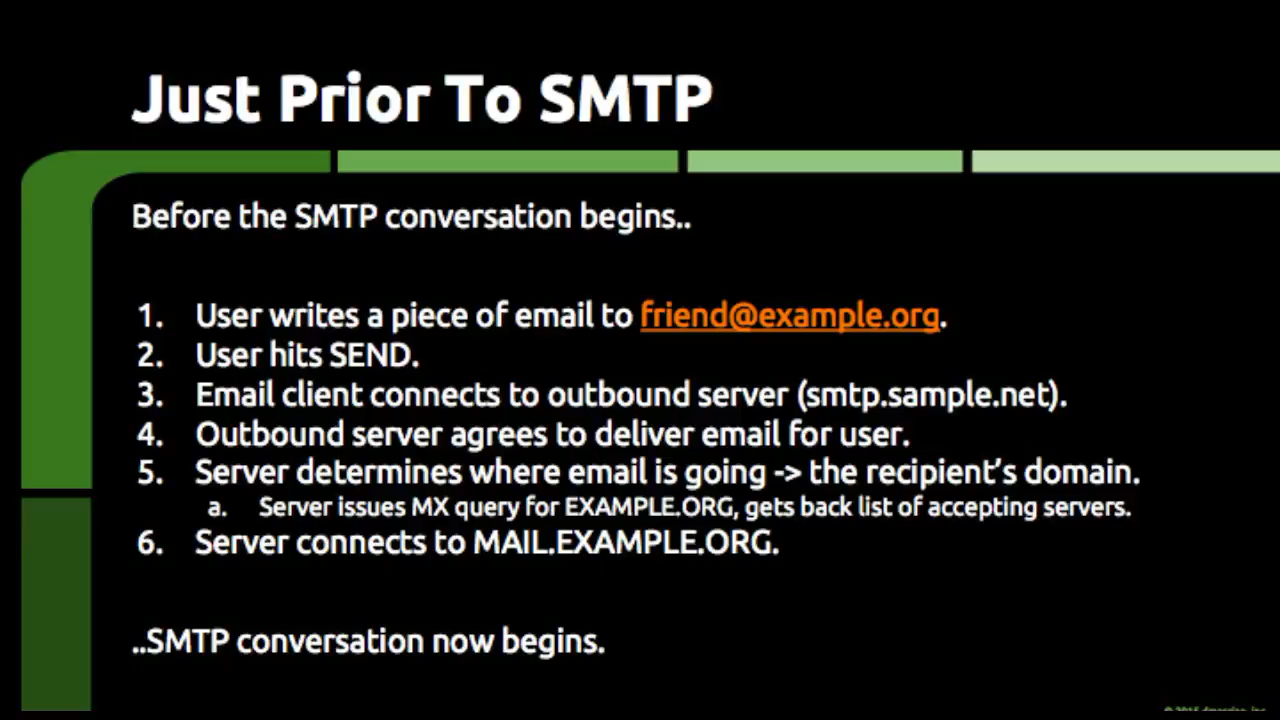 Just Prior To SMTP
Before the SMTP conversation begins..
1. User writes a piece of email to friend@example.org.
2. User hits SEND.
3. Email client connects to outbound server (smtp.sample.net).
4. Outbound server agrees to deliver email for user.
5. Server determines where email is going -> the recipient’s domain.
a. Server issues MX query for EXAMPLE.ORG, gets back list of accepting servers.
6. Server connects to MAIL.EXAMPLE.ORG.
..SMTP conversation now begins.